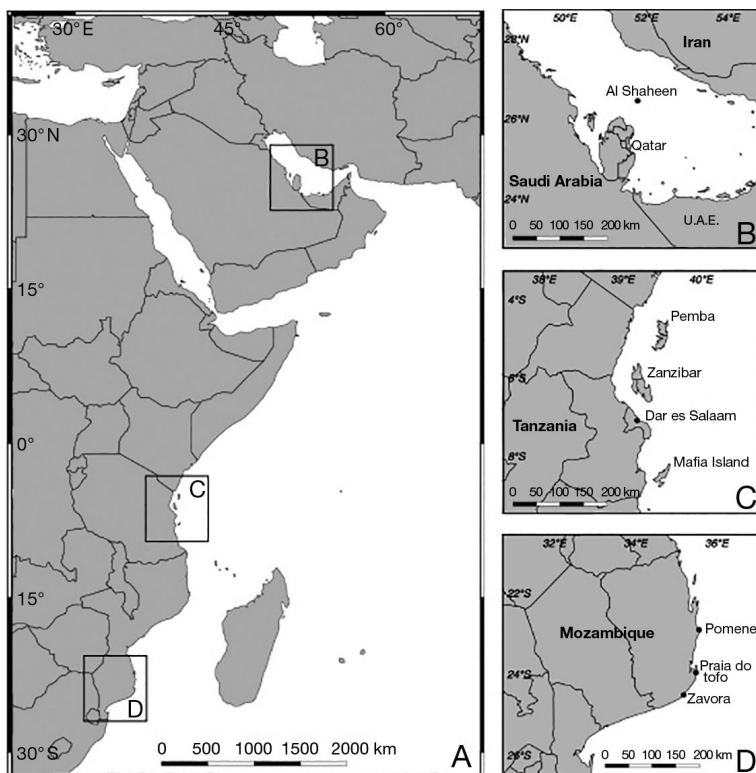 30°E 45° 60°
30°N
15°
0°
15°
30°S
B
C
D
0 500 1000 1500 2000 km
A
50°E 52°E 54°E
28°N
26°N
24°N
Iran
Al Shaheen
Qatar
Saudi Arabia
U.A.E.
0 50 100 150 200 km
B
38°E 39°E 40°E
4°S
6°S
8°S
Pemba
Zanzibar
Dar es Salaam
Tanzania
Mafia Island
0 50 100 150 200 km
C
32°E 34°E 36°E
22°S
24°S
26°S
Mozambique
Pomene
Praia do
tofo
Zavora
0 50 100 150 200 km
D